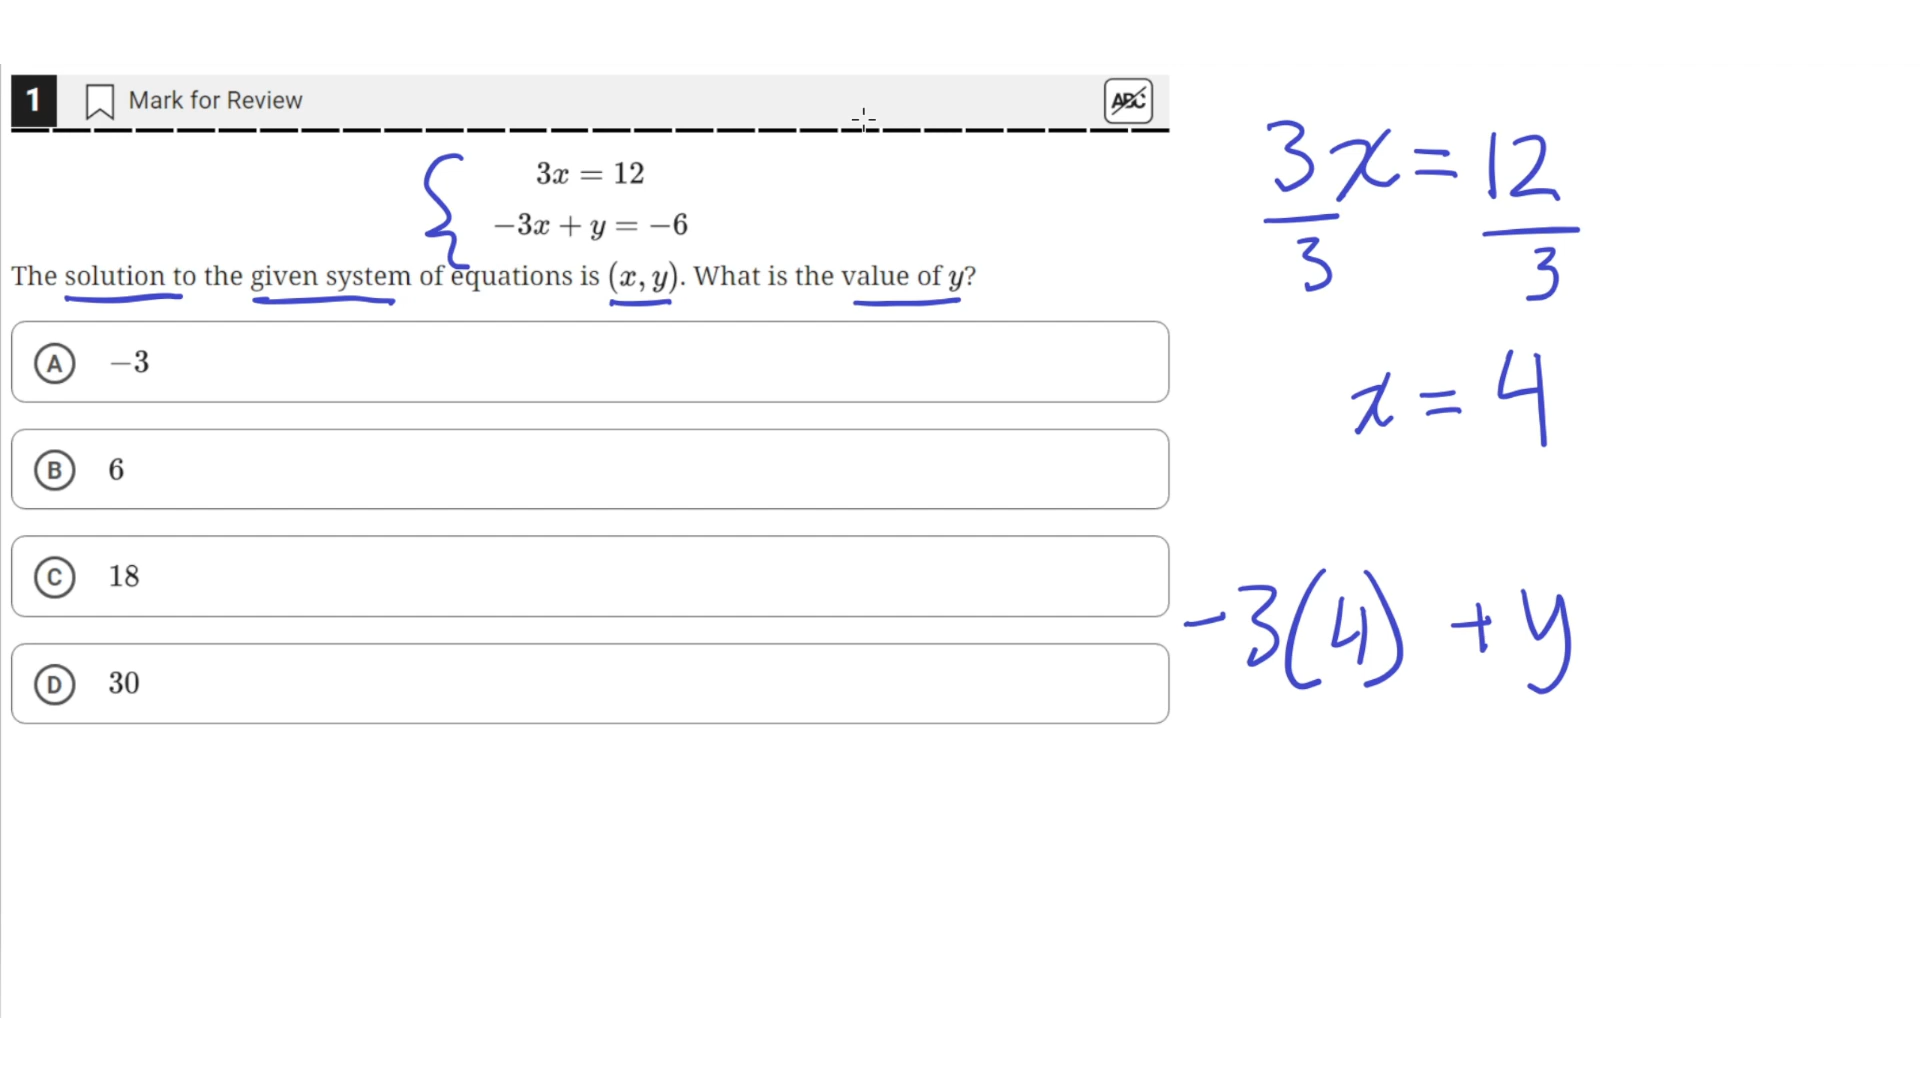 1 Mark for Review ABC
3x = 12
−3x + y = −6
The solution to the given system of equations is (x, y). What is the value of y?
A −3
B 6
C 18
D 30
3x = 12
3 3
x = 4
-3(4) + y